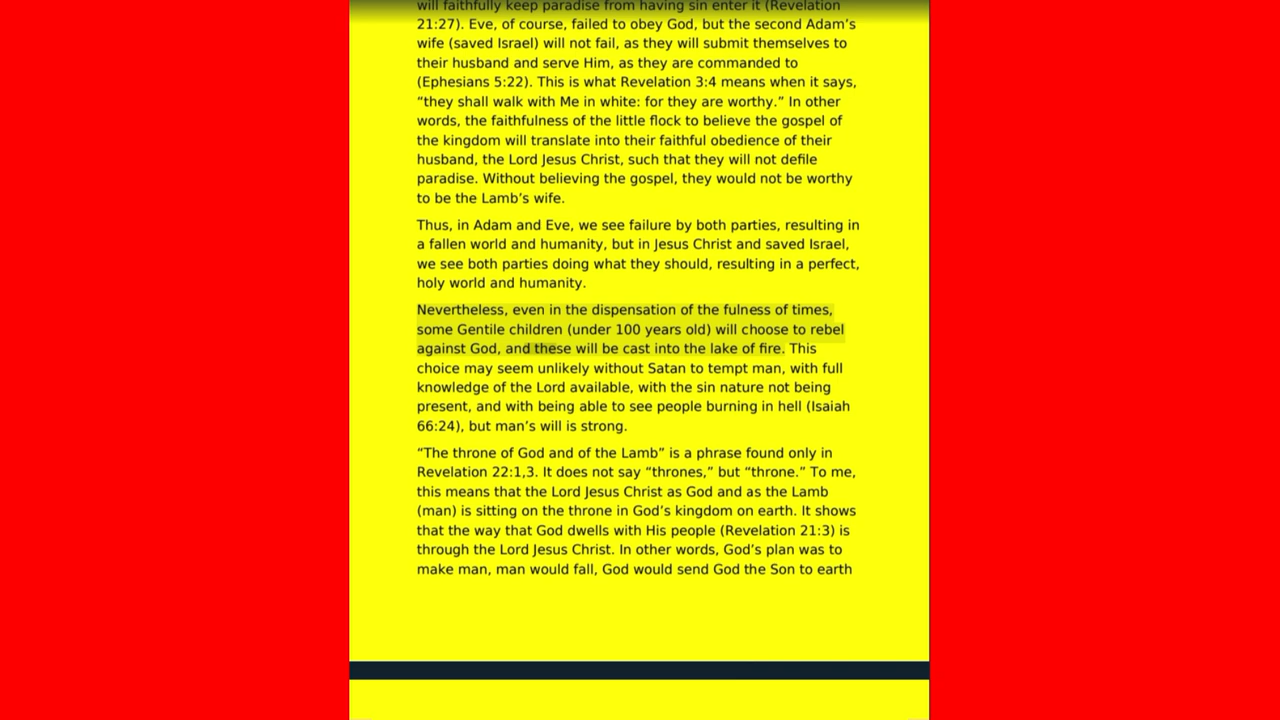 will faithfully keep paradise from having sin enter it (Revelation
21:27). Eve, of course, failed to obey God, but the second Adam’s
wife (saved Israel) will not fail, as they will submit themselves to
their husband and serve Him, as they are commanded to
(Ephesians 5:22). This is what Revelation 3:4 means when it says,
“they shall walk with Me in white: for they are worthy.” In other
words, the faithfulness of the little flock to believe the gospel of
the kingdom will translate into their faithful obedience of their
husband, the Lord Jesus Christ, such that they will not defile
paradise. Without believing the gospel, they would not be worthy
to be the Lamb’s wife.
Thus, in Adam and Eve, we see failure by both parties, resulting in
a fallen world and humanity, but in Jesus Christ and saved Israel,
we see both parties doing what they should, resulting in a perfect,
holy world and humanity.
Nevertheless, even in the dispensation of the fulness of times,
some Gentile children (under 100 years old) will choose to rebel
against God, and these will be cast into the lake of fire. This
choice may seem unlikely without Satan to tempt man, with full
knowledge of the Lord available, with the sin nature not being
present, and with being able to see people burning in hell (Isaiah
66:24), but man’s will is strong.
“The throne of God and of the Lamb” is a phrase found only in
Revelation 22:1,3. It does not say “thrones,” but “throne.” To me,
this means that the Lord Jesus Christ as God and as the Lamb
(man) is sitting on the throne in God’s kingdom on earth. It shows
that the way that God dwells with His people (Revelation 21:3) is
through the Lord Jesus Christ. In other words, God’s plan was to
make man, man would fall, God would send God the Son to earth